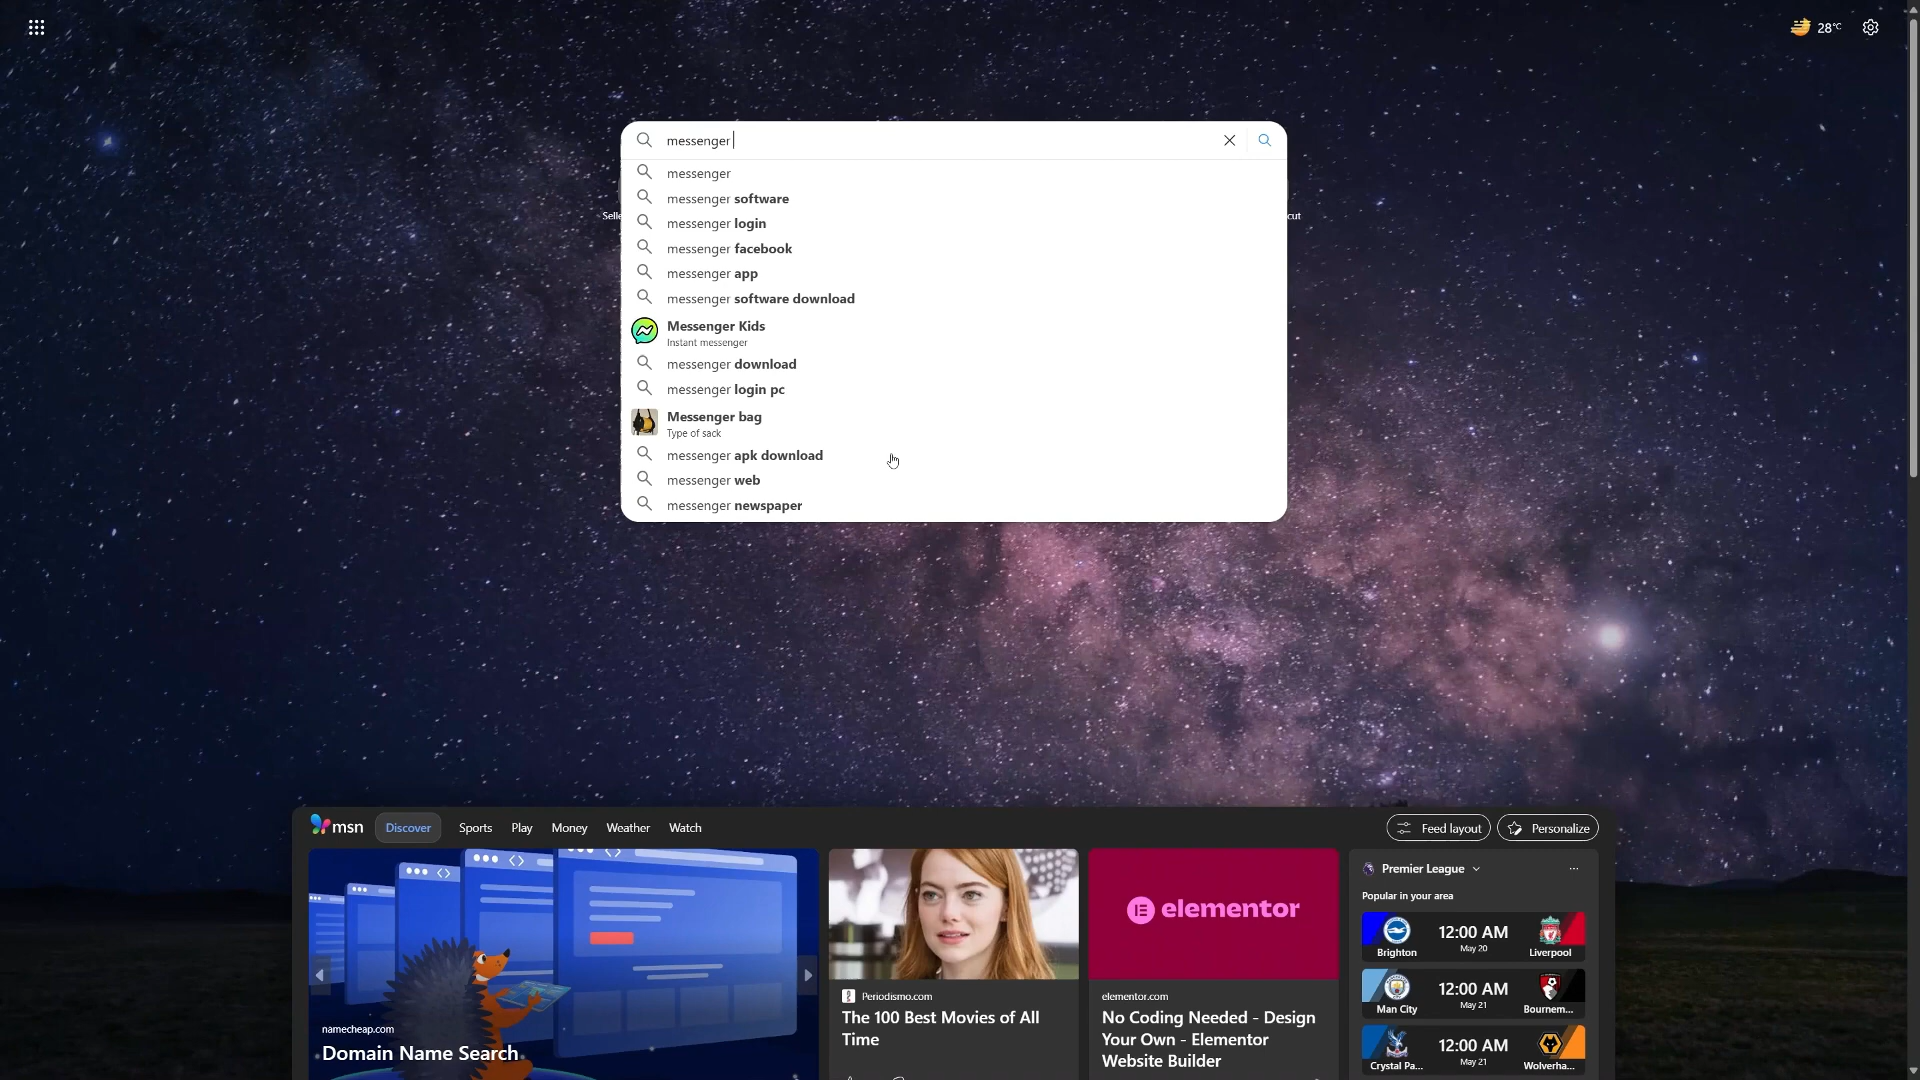 28°C
messenger
messenger
messenger software
messenger login
messenger facebook
messenger app
messenger software download
Messenger Kids
Instant messenger
messenger download
messenger login pc
Messenger bag
Type of sack
messenger apk download
messenger web
messenger newspaper
Selle
cut
msn
Discover
Sports
Play
Money
Weather
Watch
Feed layout
Personalize
namecheap.com
Domain Name Search
Periodismo.com
The 100 Best Movies of All
Time
elementor
elementor.com
No Coding Needed - Design
Your Own - Elementor
Website Builder
Premier League
Popular in your area
12:00 AM
May 20
Brighton
Liverpool
12:00 AM
May 21
Man City
Bournem...
12:00 AM
May 21
Crystal Pa...
Wolverha...